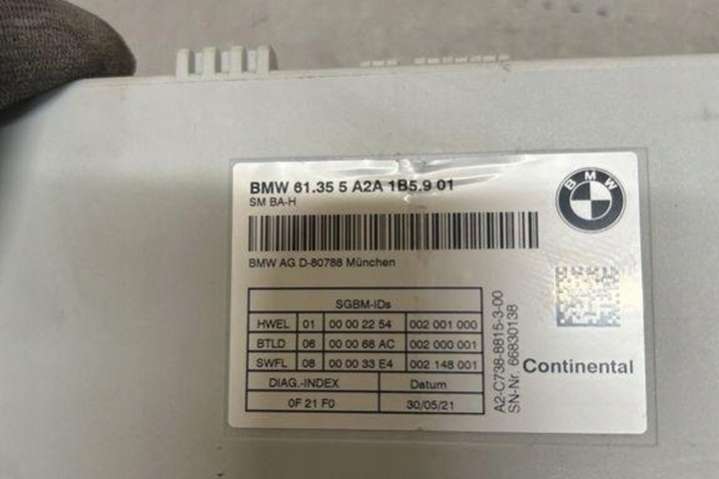 BMW 61.35 5 A2A 1B5.9 01
SM BA-H
BMW
BMW AG D-80788 München
SGBM-IDs
HWEL 01 00 00 22 54 002 001 000
BTLD 06 00 00 68 AC 002 000 001
SWFL 08 00 00 33 E4 002 148 001
DIAG.-INDEX Datum
0F 21 F0 30/05/21
A2-C738-8815-3-00
SN-Nr. 66830138
Continental